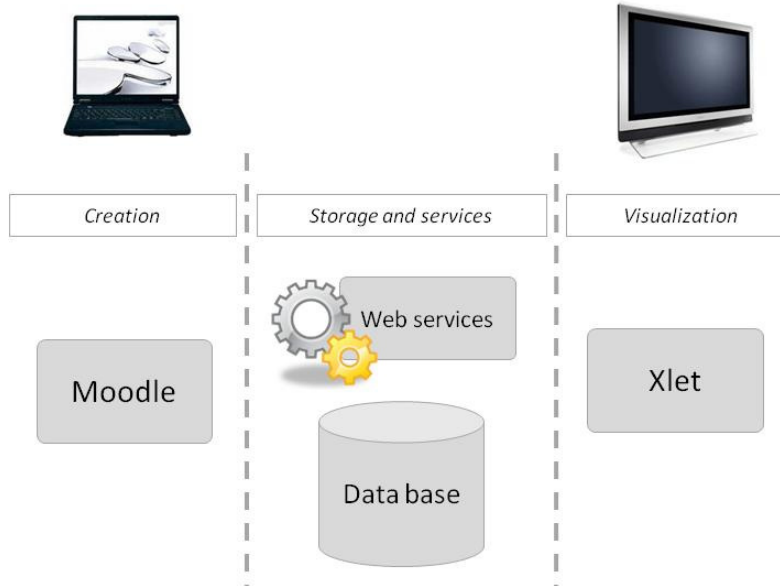 Creation
Storage and services
Visualization
Web services
Moodle
Xlet
Data base